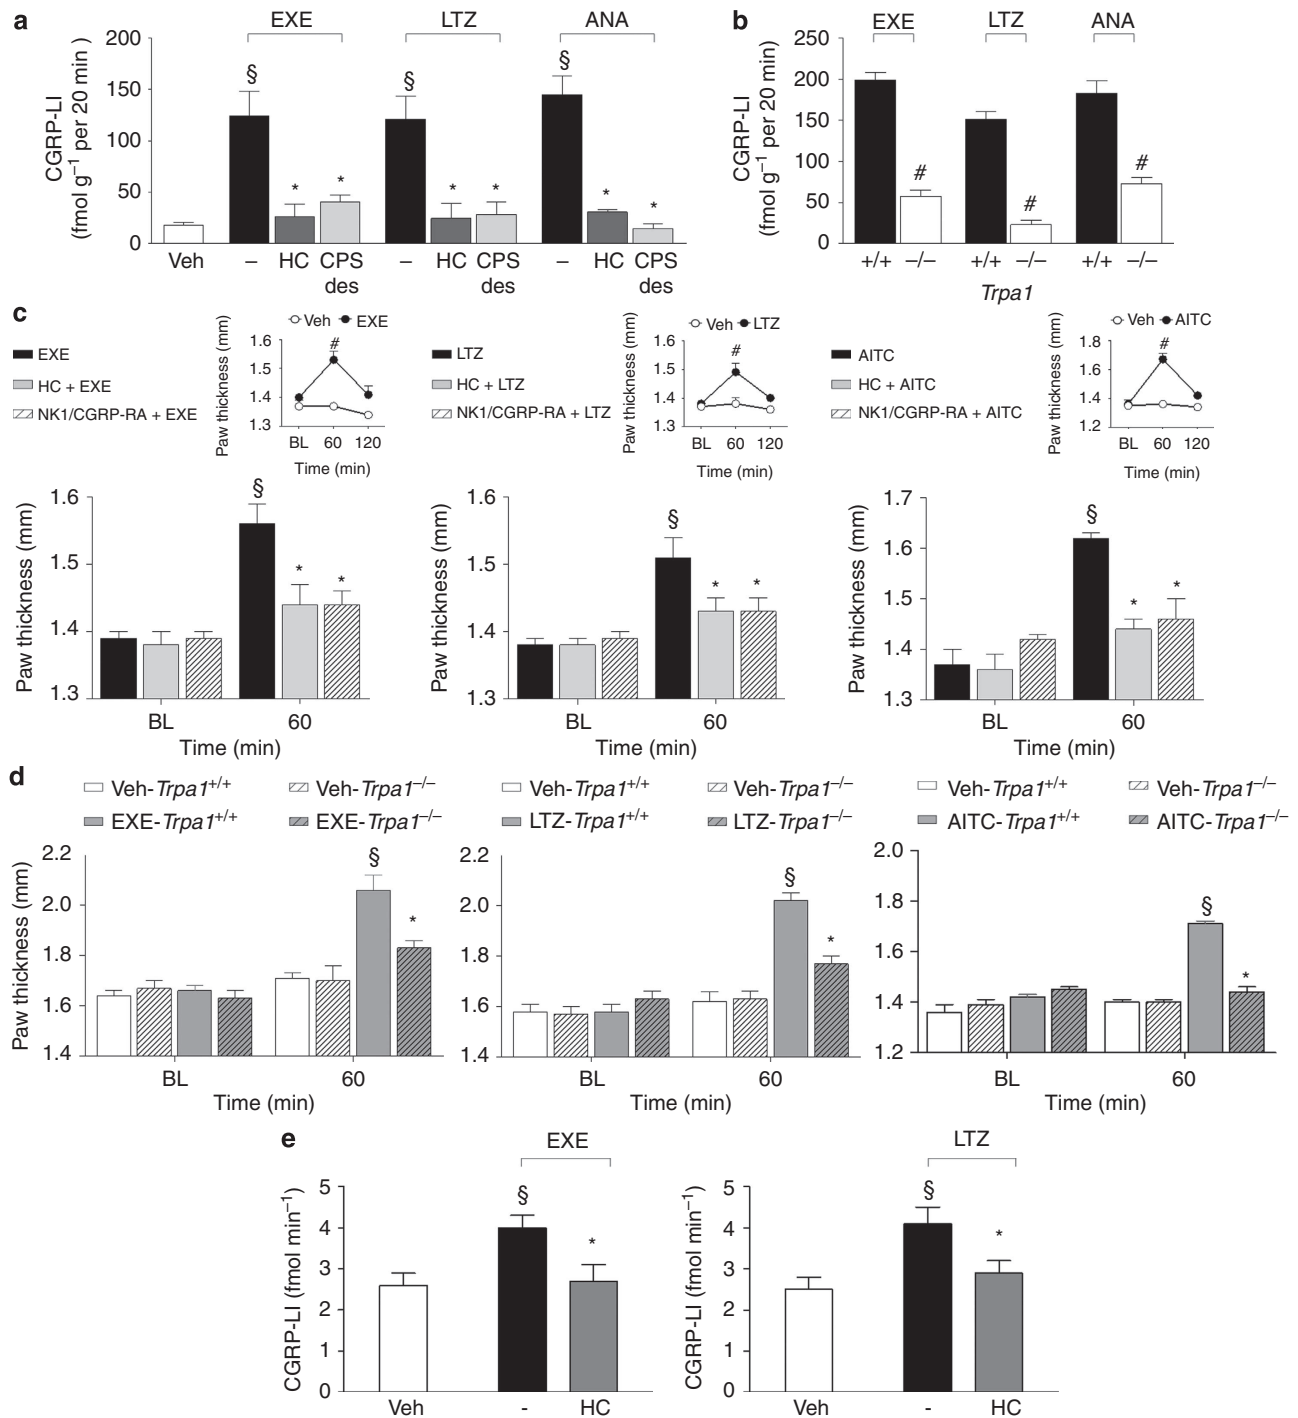 a
EXE LTZ ANA
CGRP-LI
(fmol g⁻¹ per 20 min )
200
150
100
50
0
§ § §
* * * * * *
Veh – HC CPS – HC CPS – HC CPS
des des des
b
EXE LTZ ANA
CGRP-LI
(fmol g⁻¹ per 20 min)
250
200
150
100
50
0
# # #
+/+ –/– +/+ –/– +/+ –/–
Trpa1
c
EXE
HC + EXE
NK1/CGRP-RA + EXE
Veh EXE
Paw thickness (mm)
1.6
1.5
1.4
1.3
#
BL 60 120
Time (min)
Paw thickness (mm)
1.6
1.5
1.4
1.3
§
* *
BL 60
Time (min)
LTZ
HC + LTZ
NK1/CGRP-RA + LTZ
Veh LTZ
Paw thickness (mm)
1.6
1.5
1.4
1.3
#
BL 60 120
Time (min)
Paw thickness (mm)
1.6
1.5
1.4
1.3
§
* *
BL 60
Time (min)
AITC
HC + AITC
NK1/CGRP-RA + AITC
Veh AITC
Paw thickness (mm)
1.8
1.6
1.4
1.2
#
BL 60 120
Time (min)
Paw thickness (mm)
1.7
1.6
1.5
1.4
1.3
§
* *
BL 60
Time (min)
d
Veh-Trpa1+/+ Veh-Trpa1–/–
EXE-Trpa1+/+ EXE-Trpa1–/–
Paw thickness (mm)
2.2
2.0
1.8
1.6
1.4
§
*
BL 60
Time (min)
Veh-Trpa1+/+ Veh-Trpa1–/–
LTZ-Trpa1+/+ LTZ-Trpa1–/–
2.2
2.0
1.8
1.6
1.4
§
*
BL 60
Time (min)
Veh-Trpa1+/+ Veh-Trpa1–/–
AITC-Trpa1+/+ AITC-Trpa1–/–
2.0
1.8
1.6
1.4
1.2
§
*
BL 60
Time (min)
e
EXE
CGRP-LI (fmol min⁻¹)
5
4
3
2
1
0
§
*
Veh - HC
LTZ
CGRP-LI (fmol min⁻¹)
5
4
3
2
1
0
§
*
Veh - HC